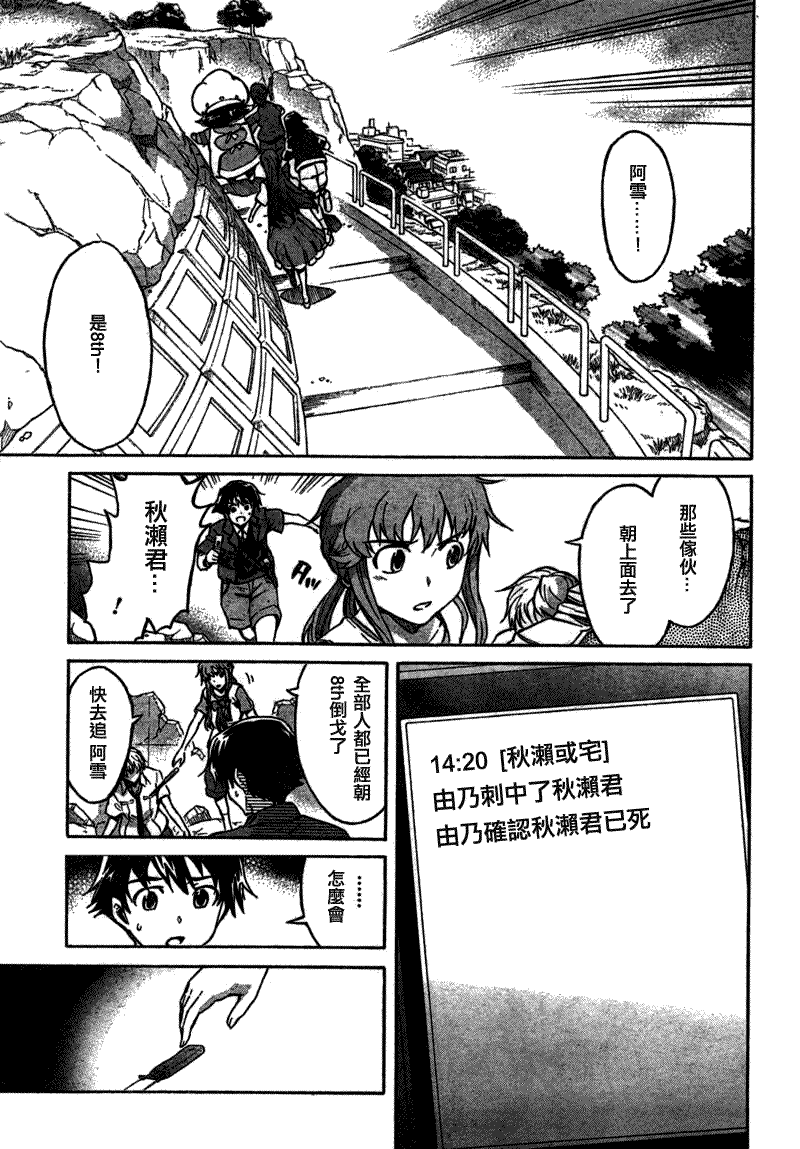 阿雪……！
是8th！
那些傢伙…
朝上面去了
秋瀨君…
！
14:20 [秋瀨或宅]
由乃刺中了秋瀨君
由乃確認秋瀨君已死
全部人都已經朝
8th倒戈了
快去追 阿雪
……
怎麼會